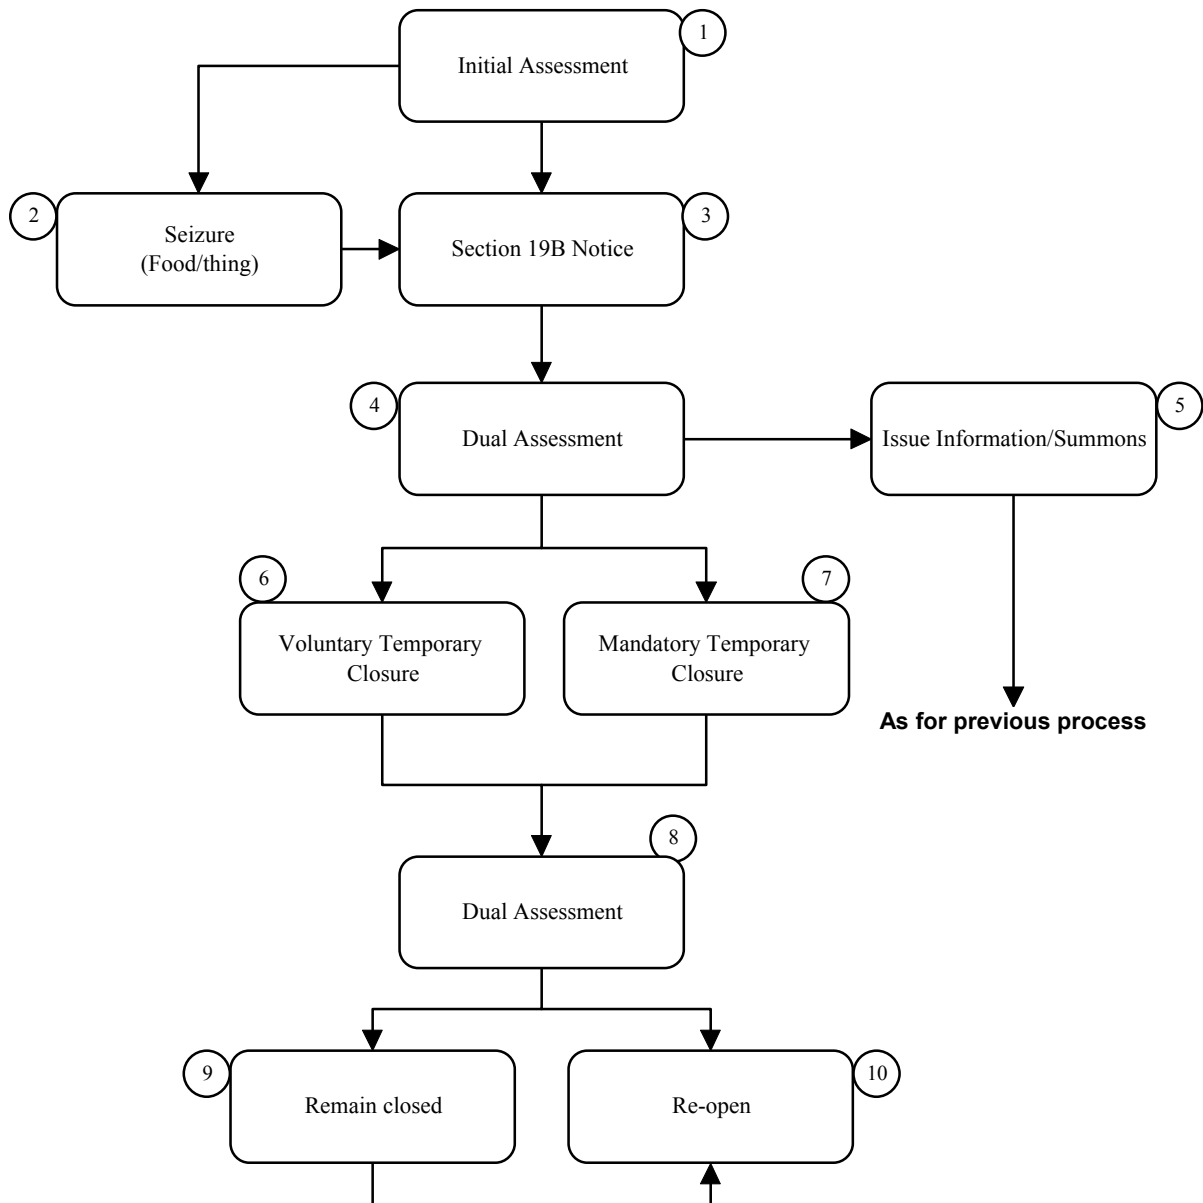 1
Initial Assessment
2
Seizure
(Food/thing)
3
Section 19B Notice
4
Dual Assessment
5
Issue Information/Summons
6
Voluntary Temporary
Closure
7
Mandatory Temporary
Closure
As for previous process
8
Dual Assessment
9
Remain closed
10
Re-open